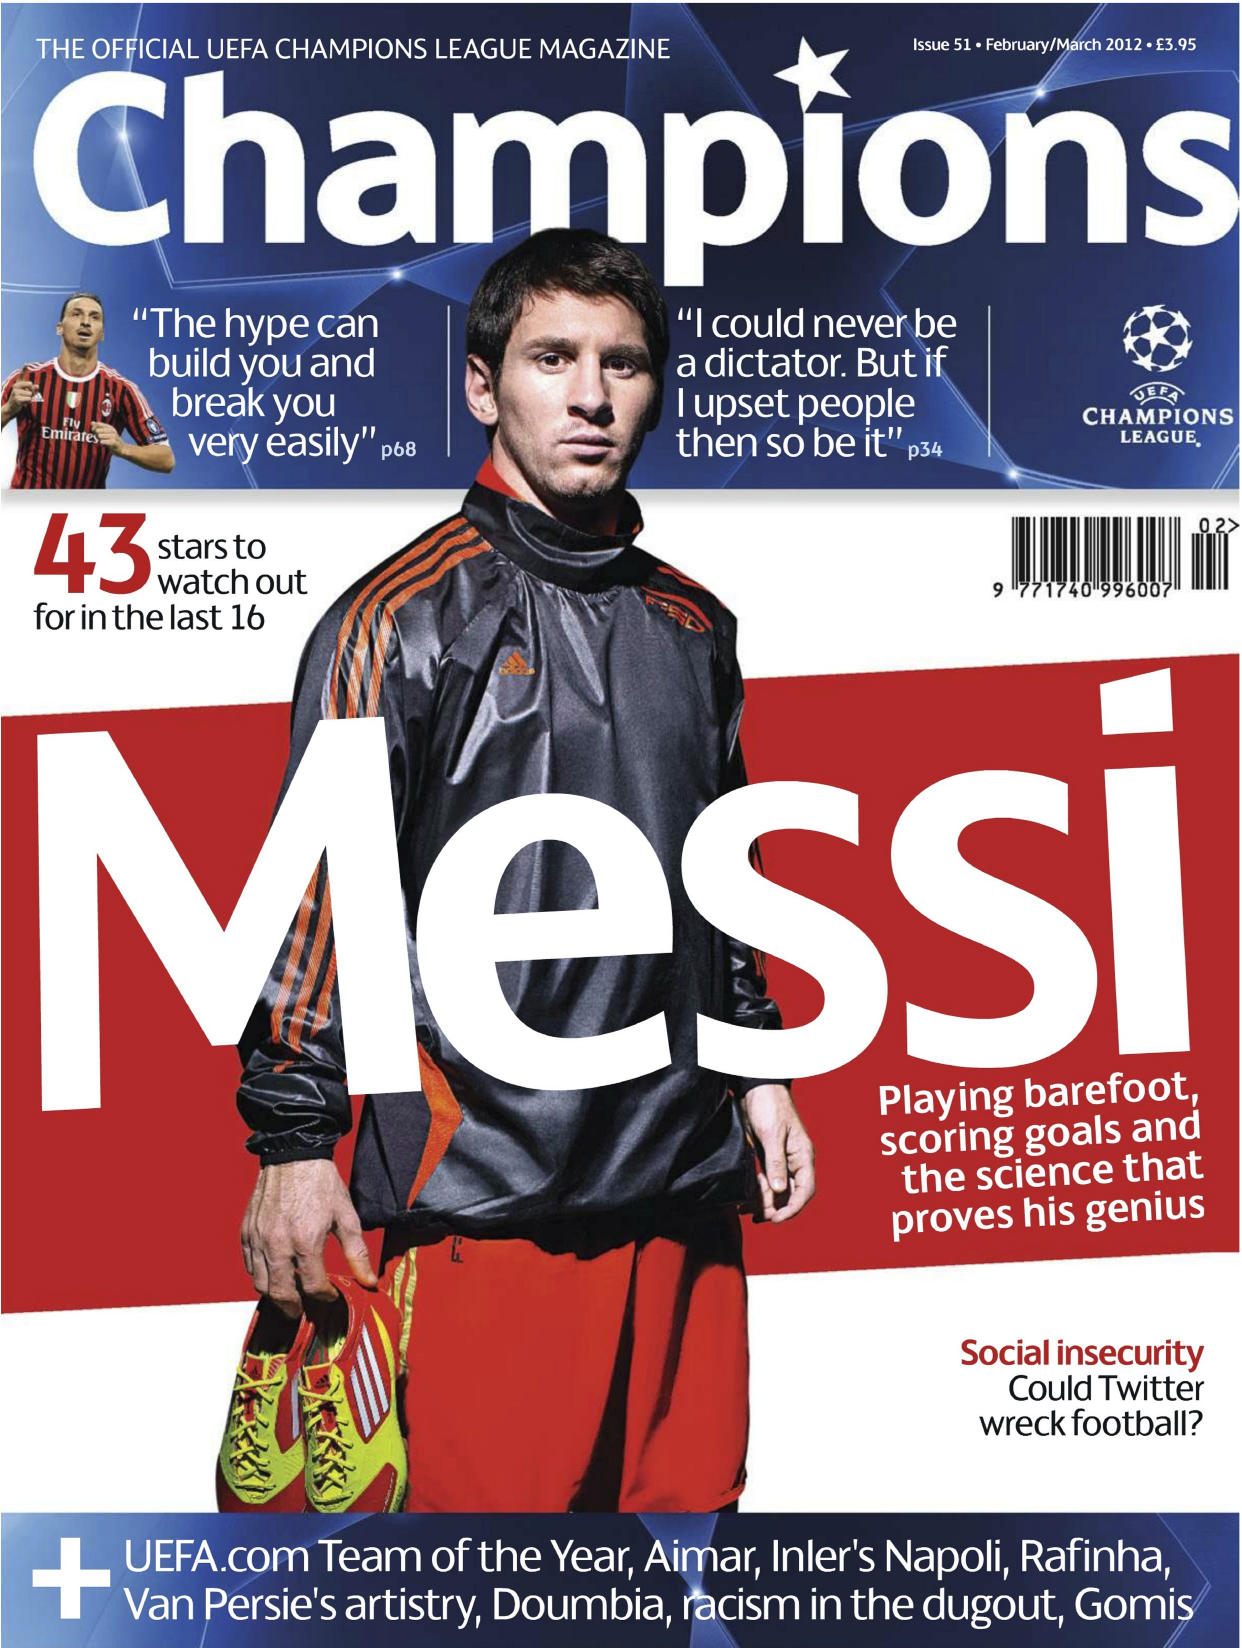 THE OFFICIAL UEFA CHAMPIONS LEAGUE MAGAZINE
Issue 51 • February/March 2012 • £3.95
Champions
“The hype can
build you and
break you
very easily” p68
“I could never be
a dictator. But if
I upset people
then so be it” p34
UEFA
CHAMPIONS
LEAGUE
Fly
Emirates
43 stars to
watch out
for in the last 16
02>
9 771740 996007
adidas
Messi
Playing barefoot,
scoring goals and
the science that
proves his genius
Social insecurity
Could Twitter
wreck football?
+ UEFA.com Team of the Year, Aimar, Inler's Napoli, Rafinha,
Van Persie's artistry, Doumbia, racism in the dugout, Gomis